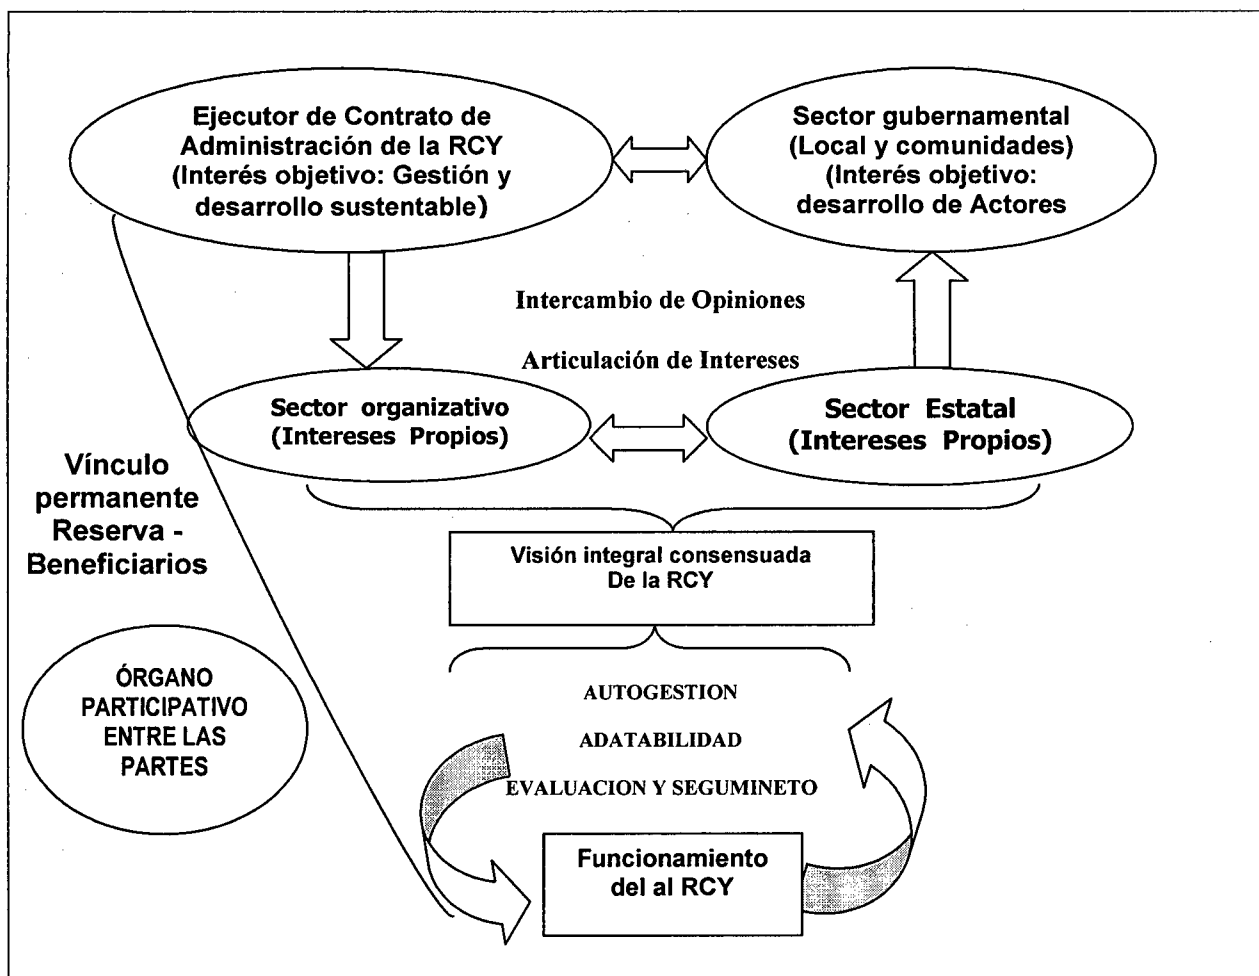 Ejecutor de Contrato de
Administración de la RCY
(Interés objetivo: Gestión y
desarrollo sustentable)
Sector gubernamental
(Local y comunidades)
(Interés objetivo:
desarrollo de Actores
Intercambio de Opiniones
Articulación de Intereses
Sector organizativo
(Intereses Propios)
Sector Estatal
(Intereses Propios)
Vínculo
permanente
Reserva -
Beneficiarios
Visión integral consensuada
De la RCY
ÓRGANO
PARTICIPATIVO
ENTRE LAS
PARTES
AUTOGESTION
ADATABILIDAD
EVALUACION Y SEGUMINETO
Funcionamiento
del al RCY